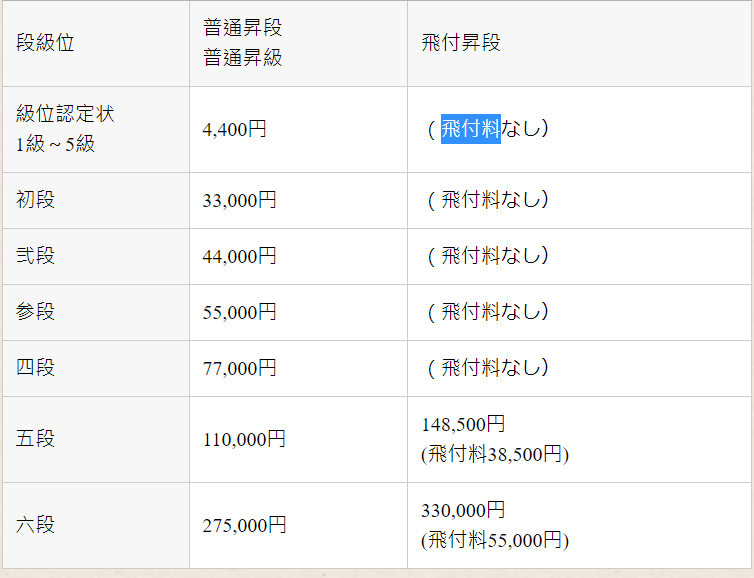 段級位
普通昇段
普通昇級
飛付昇段
級位認定状
1級～5級
4,400円
（飛付料なし）
初段
33,000円
（飛付料なし）
弐段
44,000円
（飛付料なし）
参段
55,000円
（飛付料なし）
四段
77,000円
（飛付料なし）
五段
110,000円
148,500円
(飛付料38,500円)
六段
275,000円
330,000円
(飛付料55,000円)